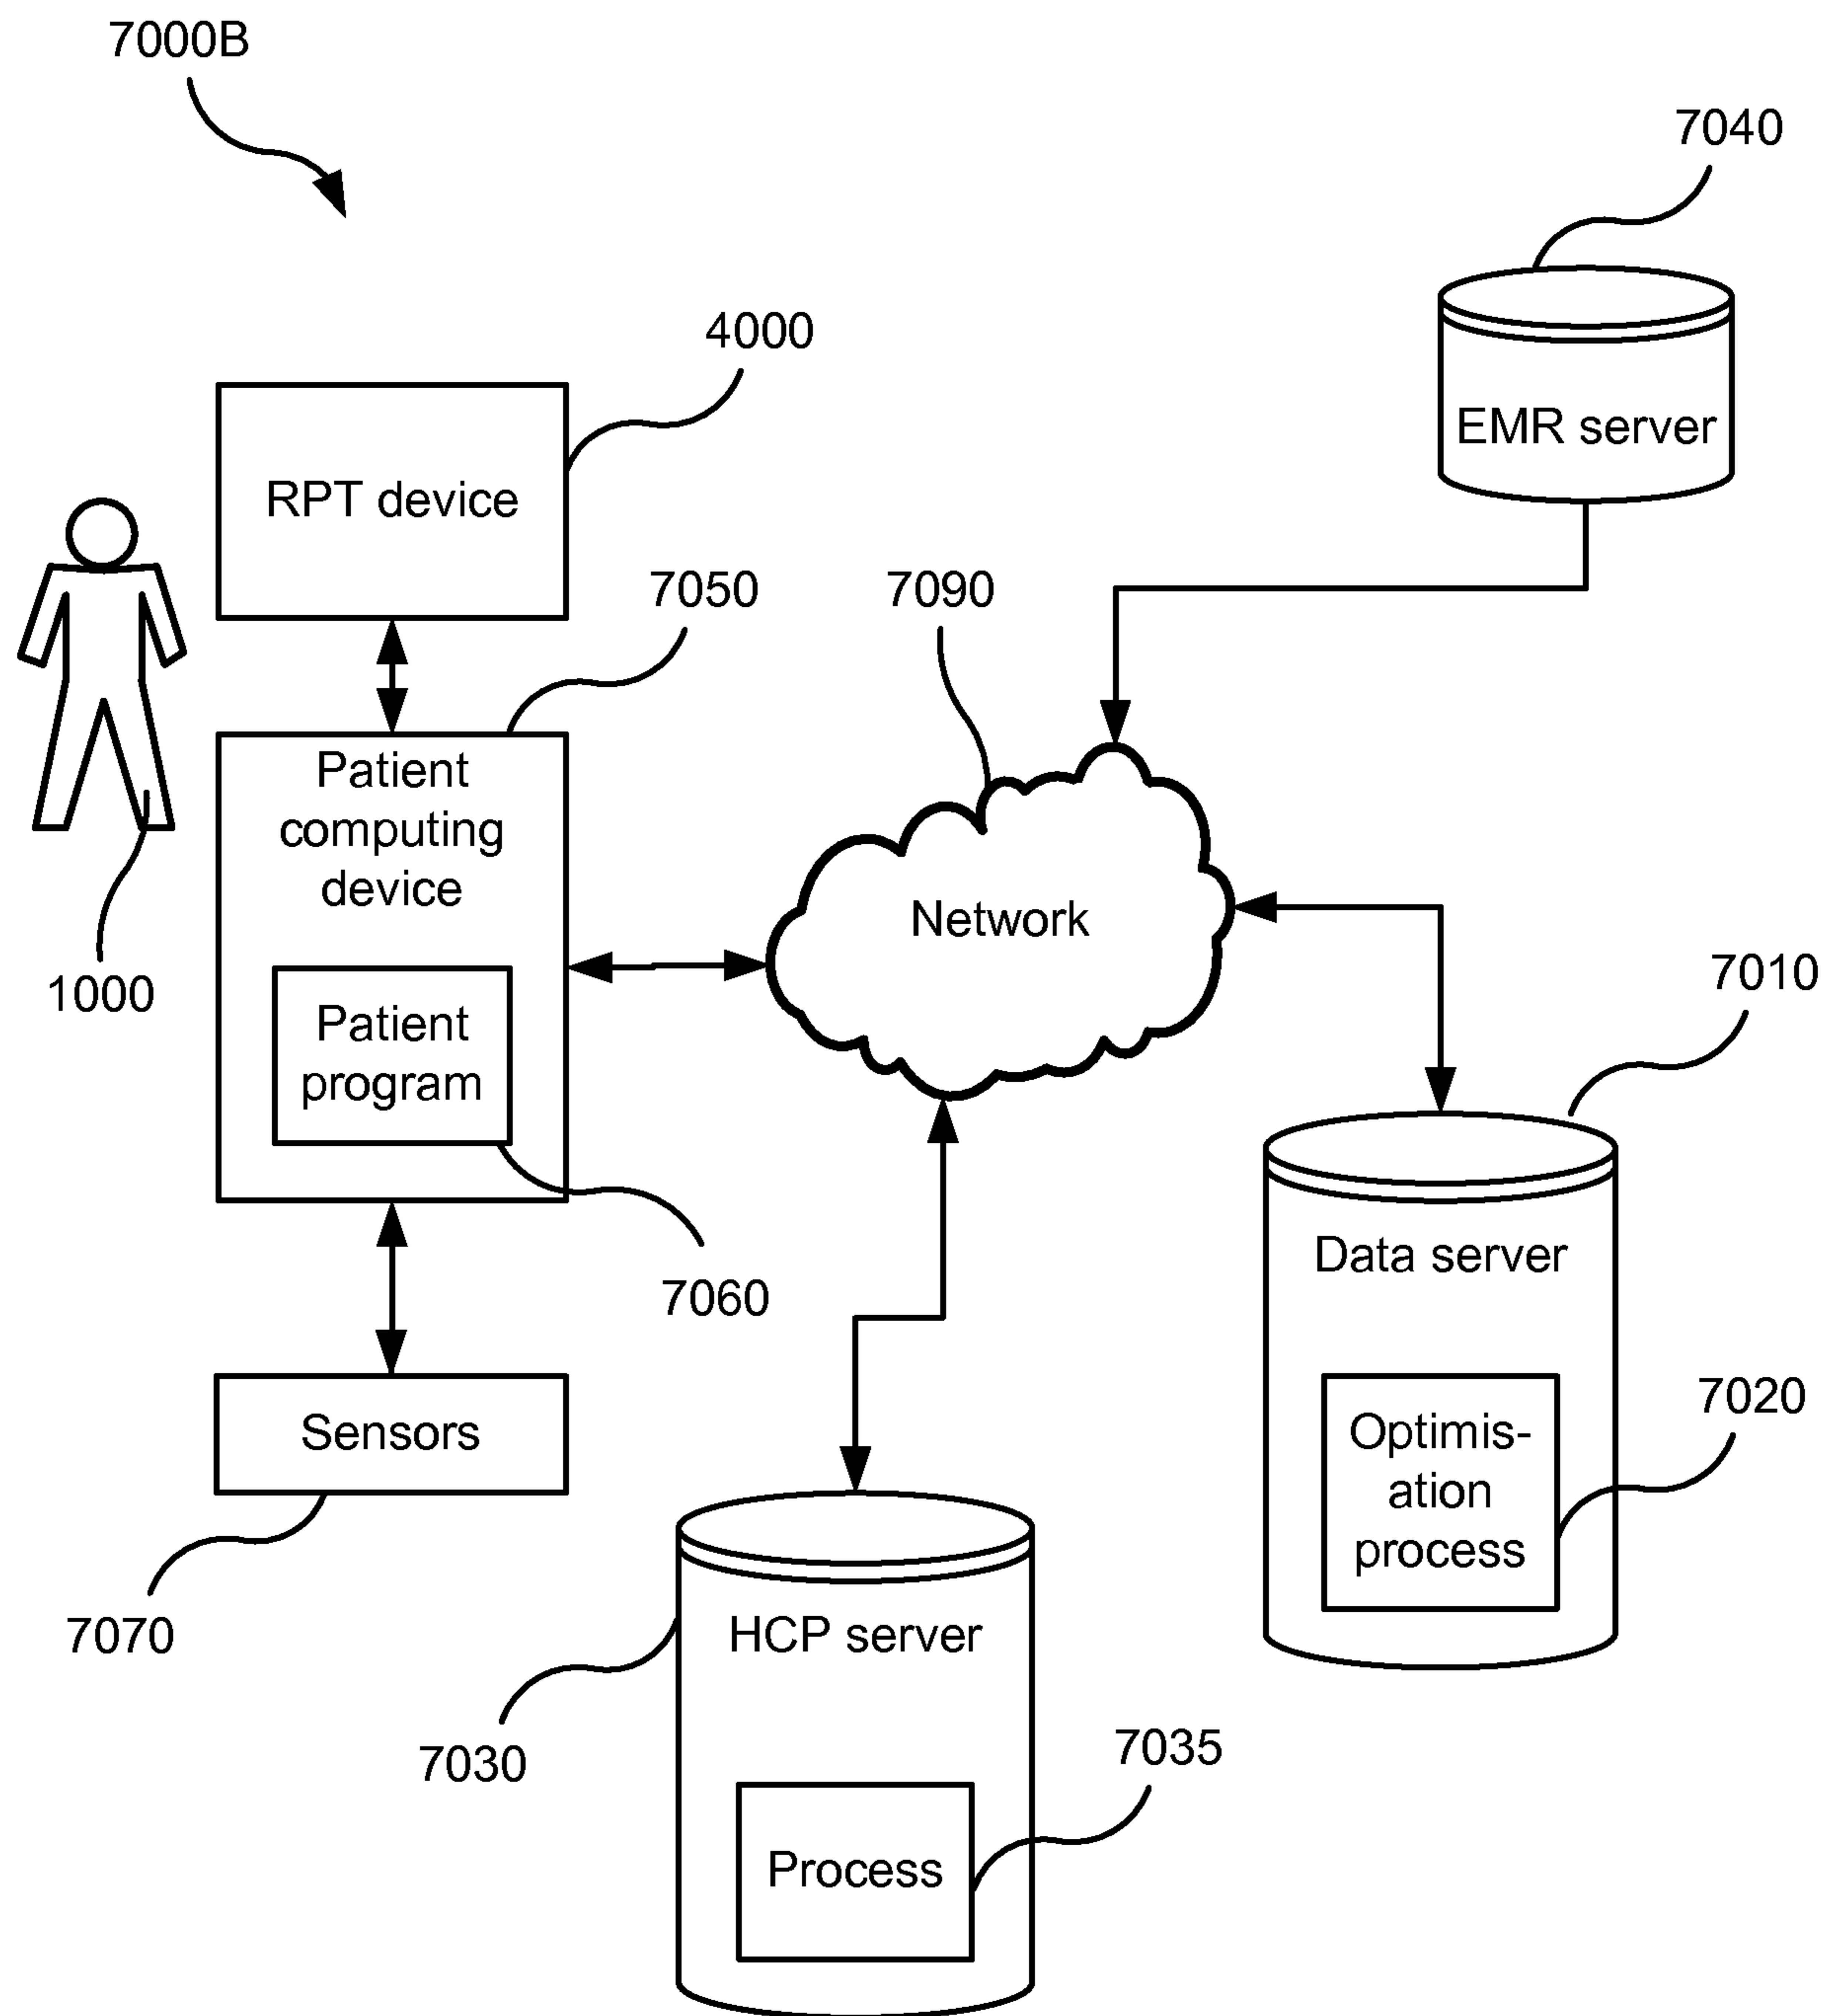 7000B
7040
4000
EMR server
RPT device
7050
7090
Patient
computing
device
Network
1000
7010
Patient
program
Data server
7060
7020
Sensors
Optimis-
ation
process
7070
HCP server
7030
7035
Process